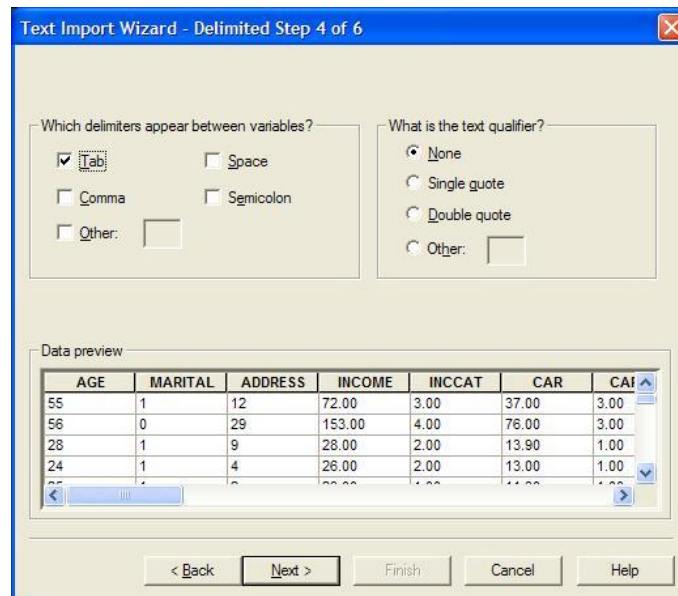 Text Import Wizard - Delimited Step 4 of 6
Which delimiters appear between variables?
Tab
Space
Comma
Semicolon
Other:
What is the text qualifier?
None
Single quote
Double quote
Other:
Data preview
AGE MARITAL ADDRESS INCOME INCCAT CAR
55 1 12 72.00 3.00 37.00 3.00
56 0 29 153.00 4.00 76.00 3.00
28 1 9 28.00 2.00 13.90 1.00
24 1 4 26.00 2.00 13.00 1.00
< Back Next > Finish Cancel Help